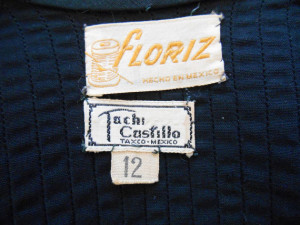 FLORIZ
HECHO EN MEXICO
Tachi
Castillo
TAXCO-MEXICO
12